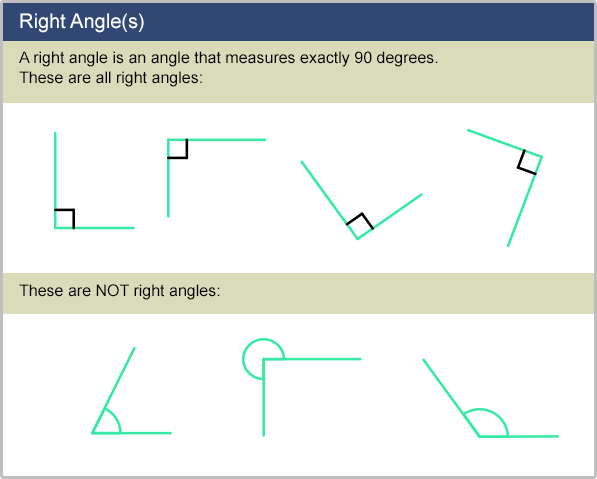 Right Angle(s)
A right angle is an angle that measures exactly 90 degrees.
These are all right angles:
These are NOT right angles: